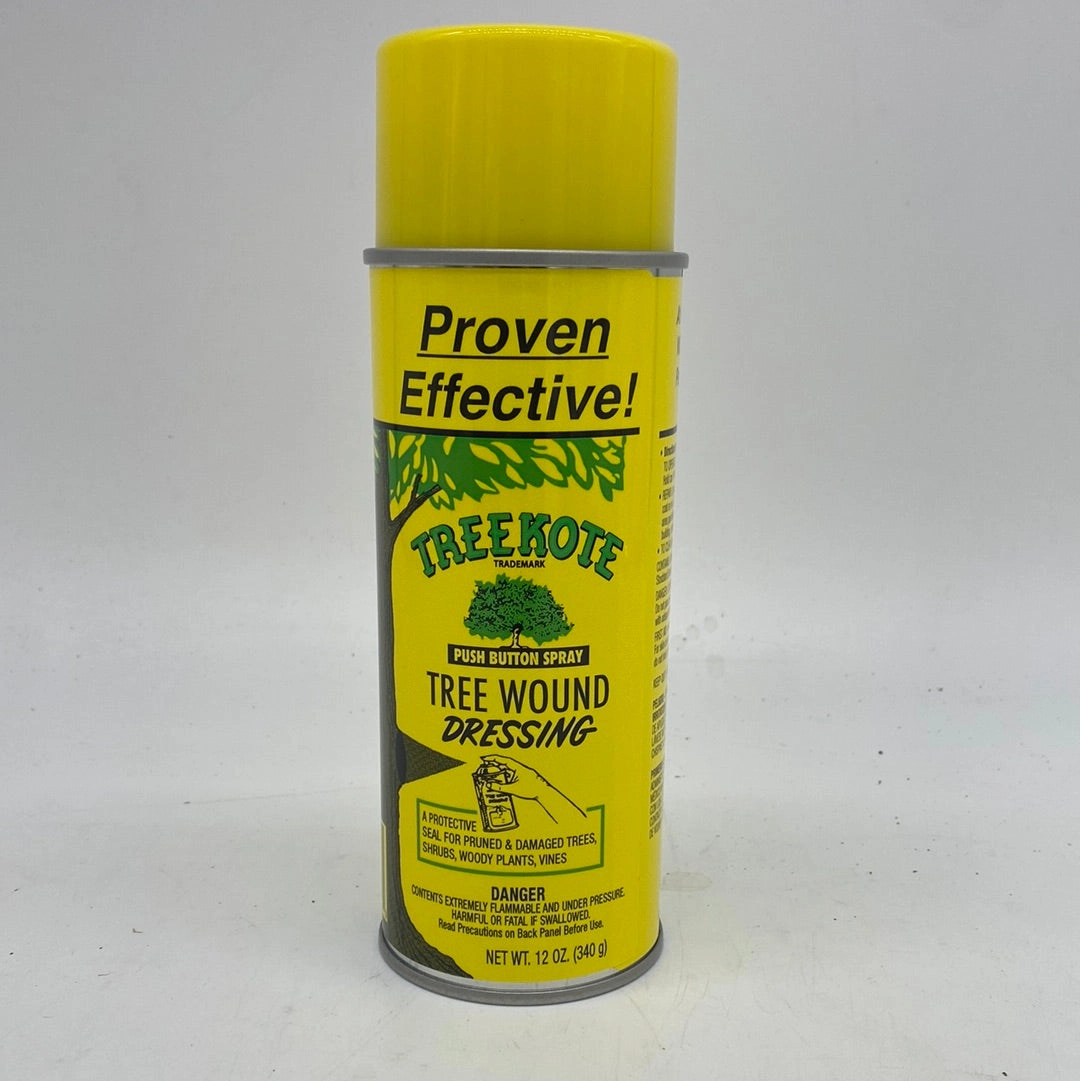 Proven
Effective!
TREEKOTE
TRADEMARK
PUSH BUTTON SPRAY
TREE WOUND
DRESSING
A PROTECTIVE
SEAL FOR PRUNED & DAMAGED TREES,
SHRUBS, WOODY PLANTS, VINES
DANGER
CONTENTS EXTREMELY FLAMMABLE AND UNDER PRESSURE.
HARMFUL OR FATAL IF SWALLOWED.
Read Precautions on Back Panel Before Use.
NET WT. 12 OZ. (340 g)